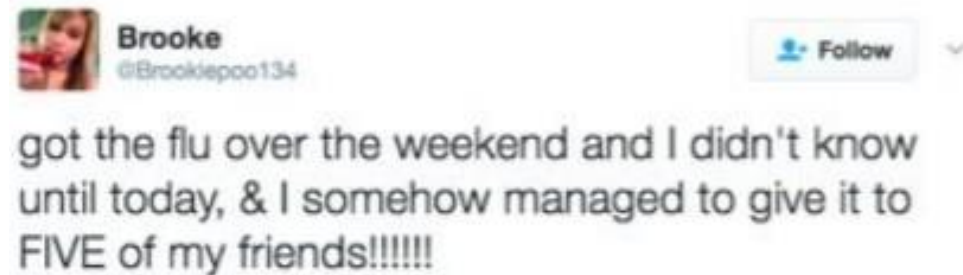 Brooke
Follow
@Brookiepoo134
got the flu over the weekend and I didn't know
until today, & I somehow managed to give it to
FIVE of my friends!!!!!!